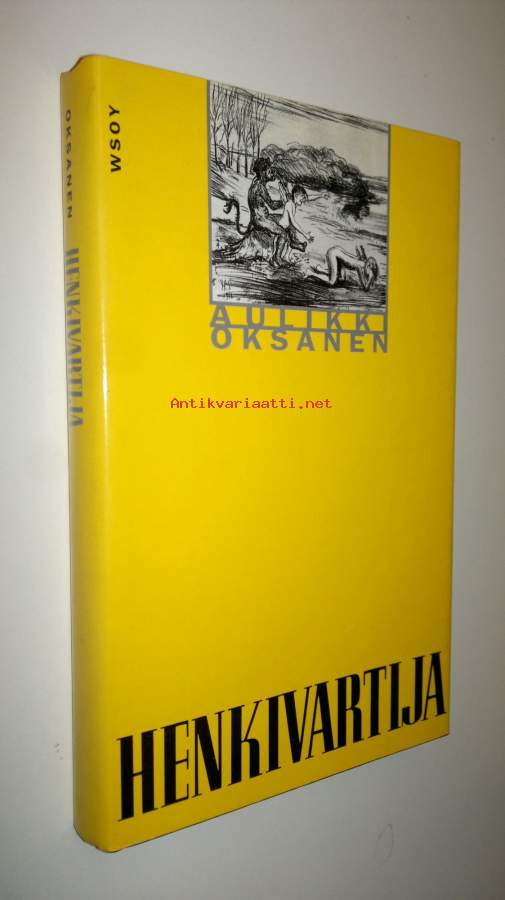 OKSANEN HENKIVARTIJA
WSOY
AULIKKI
OKSANEN
Antikvariaatti.net
HENKIVARTIJA